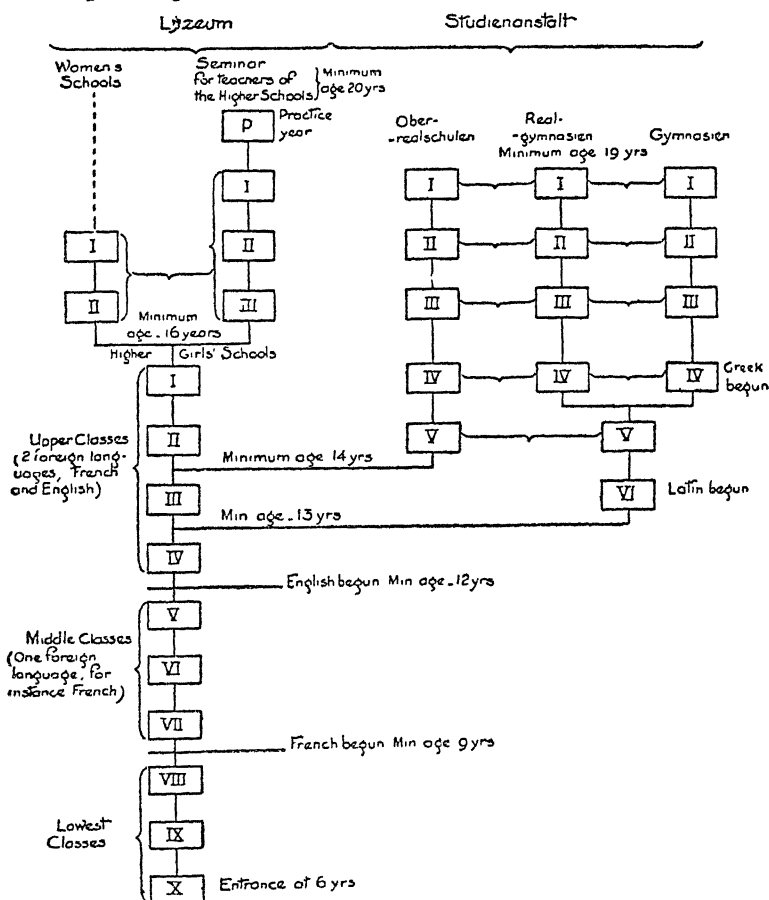 Lyzeum
Studienanstalt
Women's
Schools
Seminar
for teachers of
the Higher Schools
Minimum
age 20 yrs
P
Practice
year
I
II
III
I
II
Minimum
age - 16 years
Higher Girls' Schools
Ober-
-realschulen
Real-
-gymnasien
Gymnasien
Minimum age 19 yrs
I
I
I
II
II
II
III
III
III
IV
IV
IV
Greek
begun
V
V
VI
Latin begun
I
II
III
IV
Upper Classes
(2 foreign lang-
uages, French
and English)
Minimum age 14 yrs
Min age - 13 yrs
English begun Min age - 12 yrs
V
VI
VII
Middle Classes
(One foreign
language, for
instance French)
French begun Min age 9 yrs
VIII
IX
X
Lowest
Classes
Entrance at 6 yrs